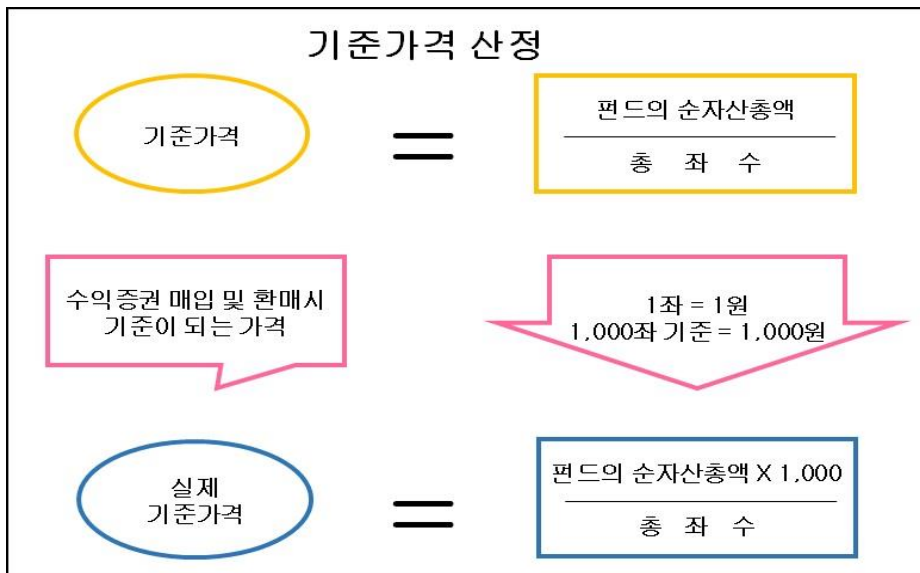 기준가격 산정
기준가격
=
펀드의 순자산총액
총 좌 수
수익증권 매입 및 환매시
기준이 되는 가격
1좌 = 1원
1,000좌 기준 = 1,000원
실제
기준가격
=
펀드의 순자산총액 X 1,000
총 좌 수